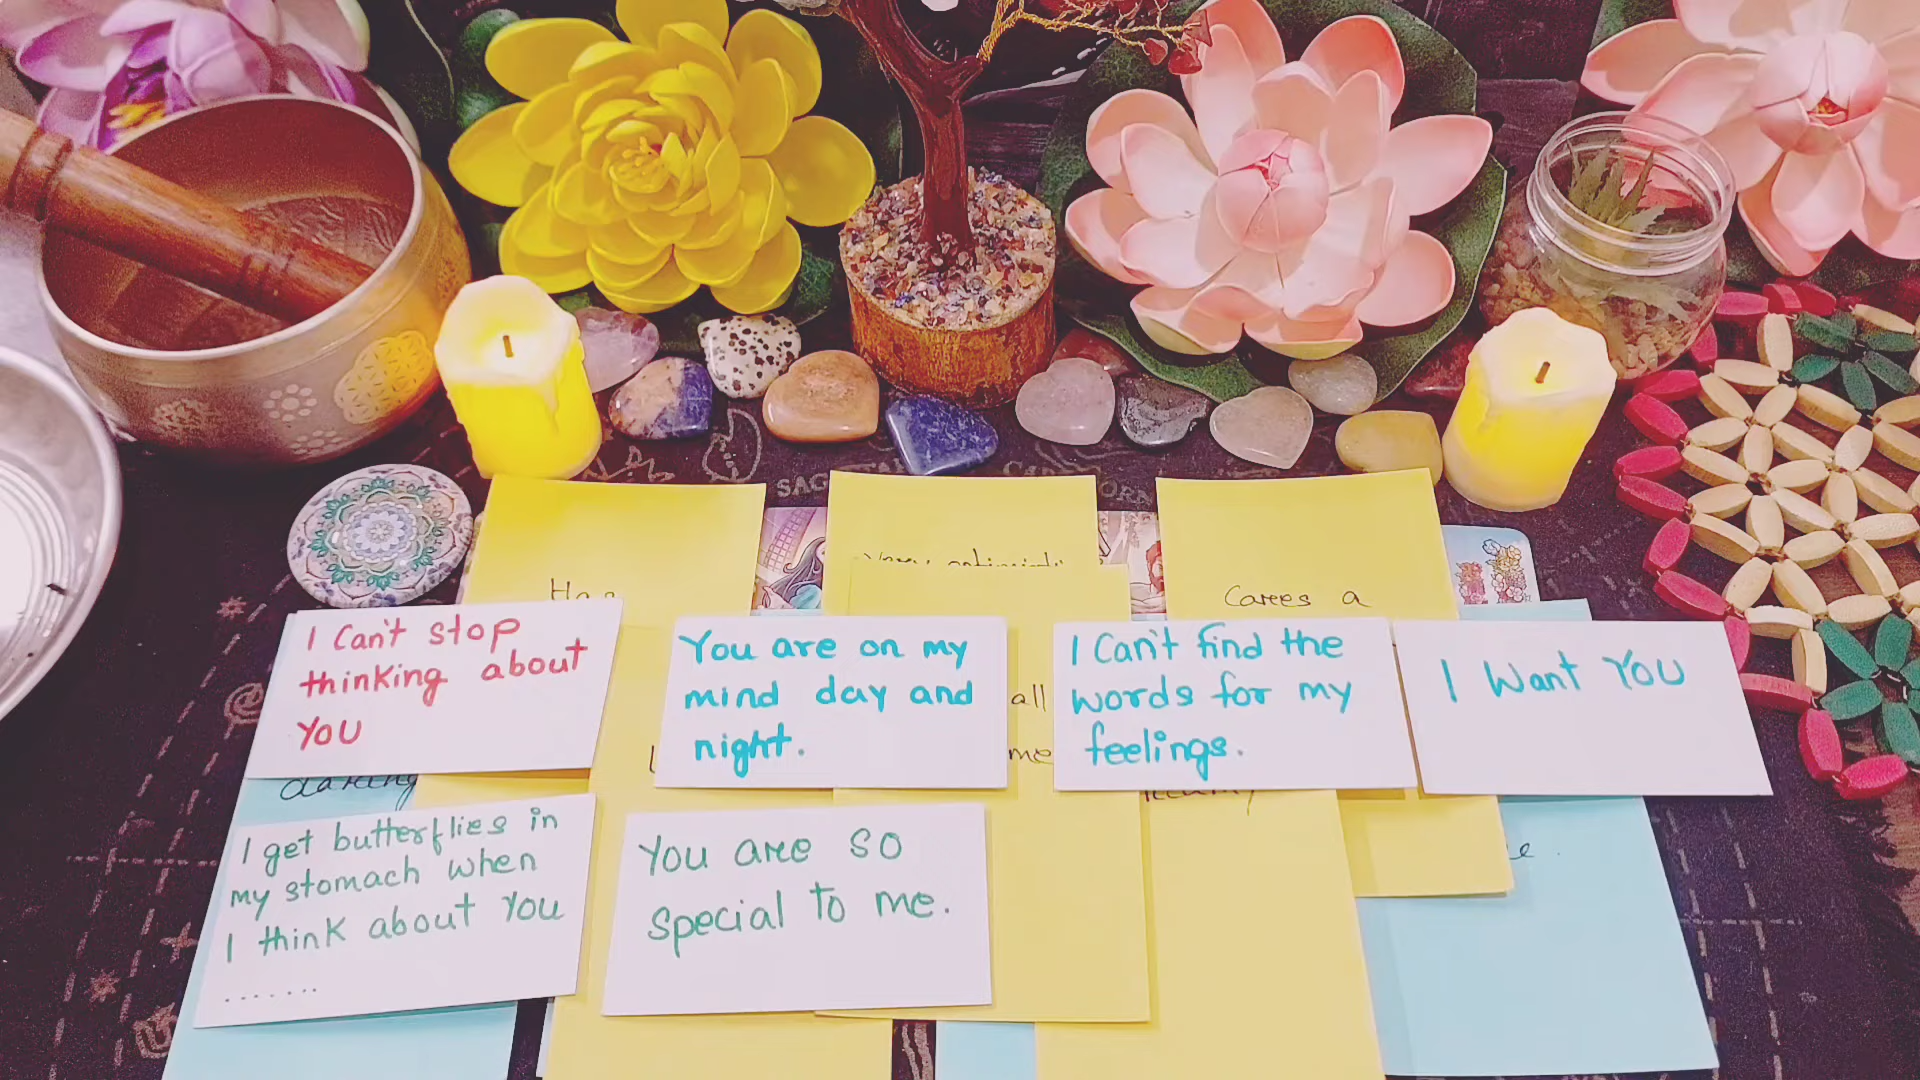 Cares a
I Can't stop
thinking about
YOU
You are on my
mind day and
night.
all
me
I Can't find the
words for my
feelings.
I Want YOU
I get butterflies in
my stomach when
I think about YOU
.......
You are so
special to me.